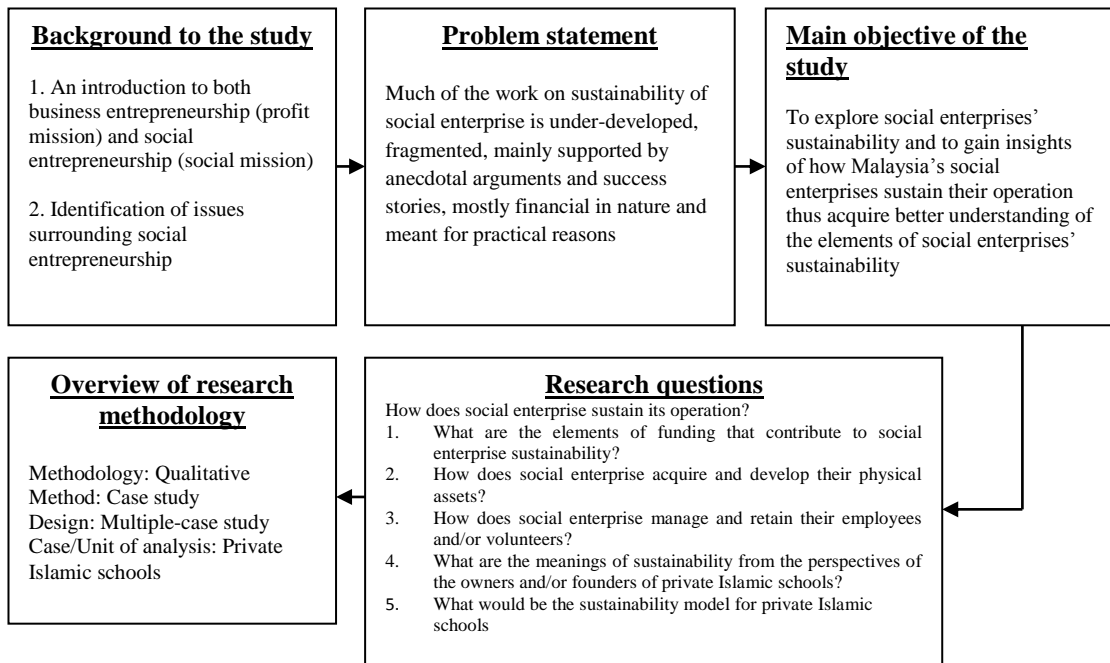 Background to the study
1. An introduction to both
business entrepreneurship (profit
mission) and social
entrepreneurship (social mission)
2. Identification of issues
surrounding social
entrepreneurship
Problem statement
Much of the work on sustainability of
social enterprise is under-developed,
fragmented, mainly supported by
anecdotal arguments and success
stories, mostly financial in nature and
meant for practical reasons
Main objective of the
study
To explore social enterprises’
sustainability and to gain insights
of how Malaysia’s social
enterprises sustain their operation
thus acquire better understanding of
the elements of social enterprises’
sustainability
Research questions
How does social enterprise sustain its operation?
1. What are the elements of funding that contribute to social
enterprise sustainability?
2. How does social enterprise acquire and develop their physical
assets?
3. How does social enterprise manage and retain their employees
and/or volunteers?
4. What are the meanings of sustainability from the perspectives of
the owners and/or founders of private Islamic schools?
5. What would be the sustainability model for private Islamic
schools
Overview of research
methodology
Methodology: Qualitative
Method: Case study
Design: Multiple-case study
Case/Unit of analysis: Private
Islamic schools